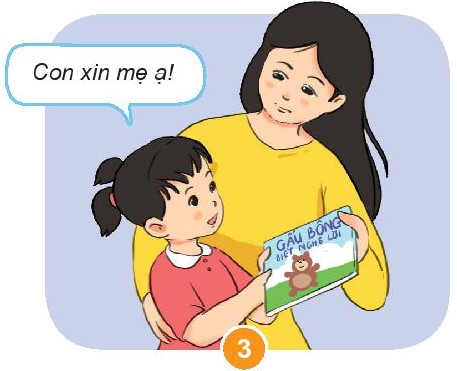 Con xin mẹ ạ!
GẤU BÔNG
BIẾT NGHE LỜI
3